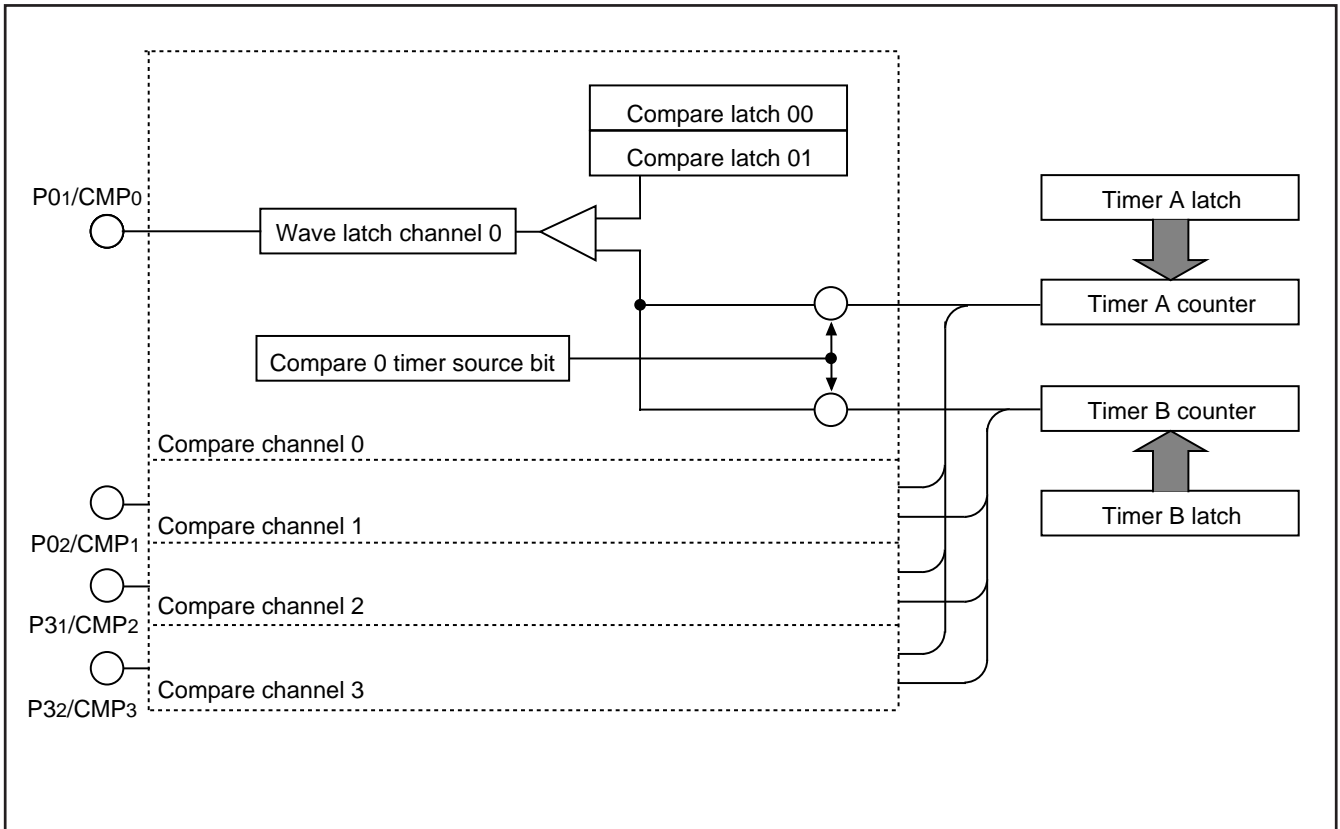 Compare latch 00
Compare latch 01
P01/CMP0
Wave latch channel 0
Timer A latch
Timer A counter
Compare 0 timer source bit
Timer B counter
Compare channel 0
Timer B latch
Compare channel 1
P02/CMP1
Compare channel 2
P31/CMP2
Compare channel 3
P32/CMP3